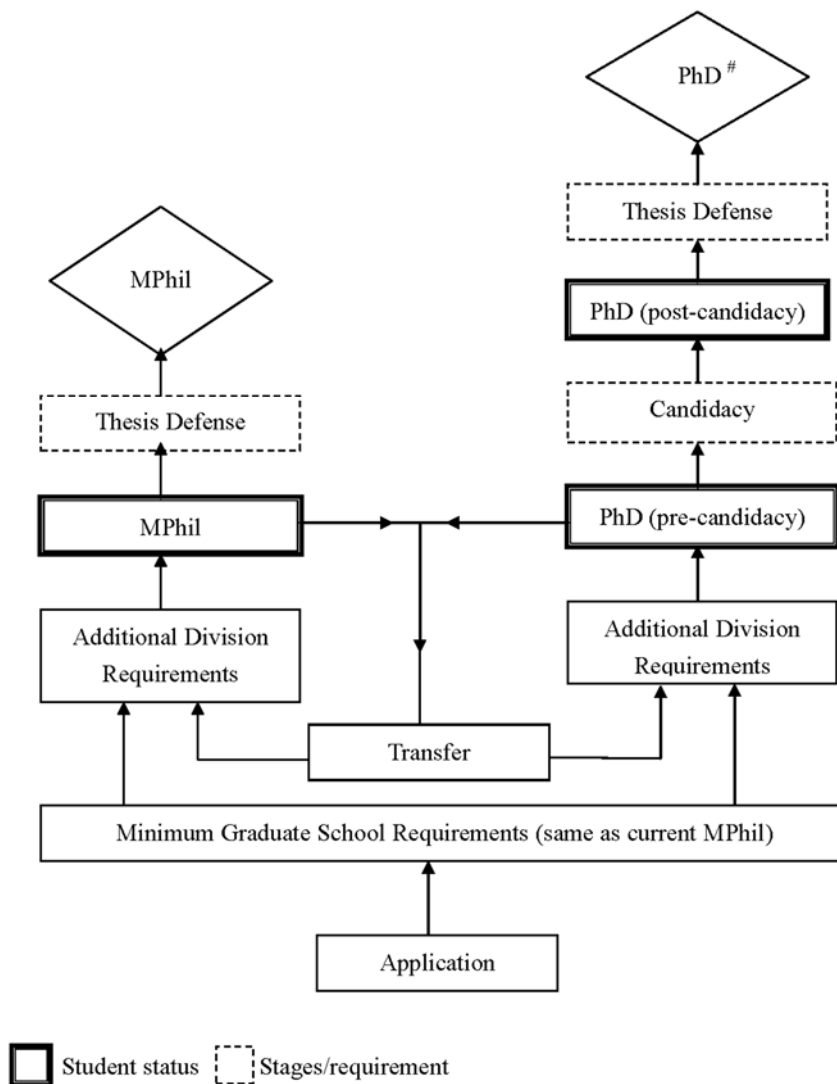 PhD #
Thesis Defense
MPhil
PhD (post-candidacy)
Thesis Defense
Candidacy
MPhil
PhD (pre-candidacy)
Additional Division
Requirements
Additional Division
Requirements
Transfer
Minimum Graduate School Requirements (same as current MPhil)
Application
Student status
Stages/requirement